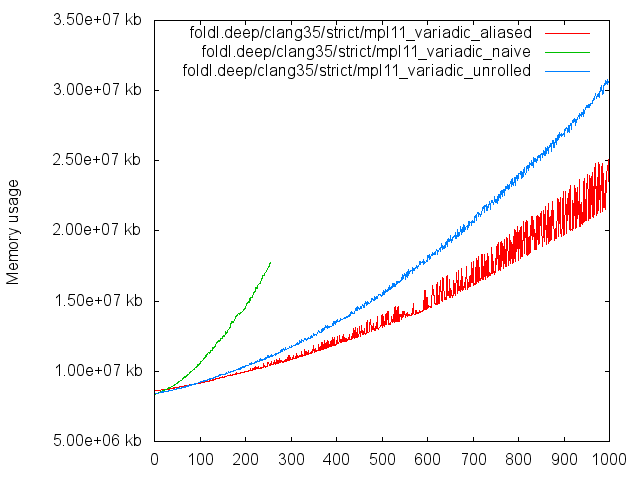 foldl.deep/clang35/strict/mpl11_variadic_aliased
foldl.deep/clang35/strict/mpl11_variadic_naive
foldl.deep/clang35/strict/mpl11_variadic_unrolled
3.50e+07 kb
3.00e+07 kb
2.50e+07 kb
2.00e+07 kb
1.50e+07 kb
1.00e+07 kb
5.00e+06 kb
Memory usage
0 100 200 300 400 500 600 700 800 900 1000